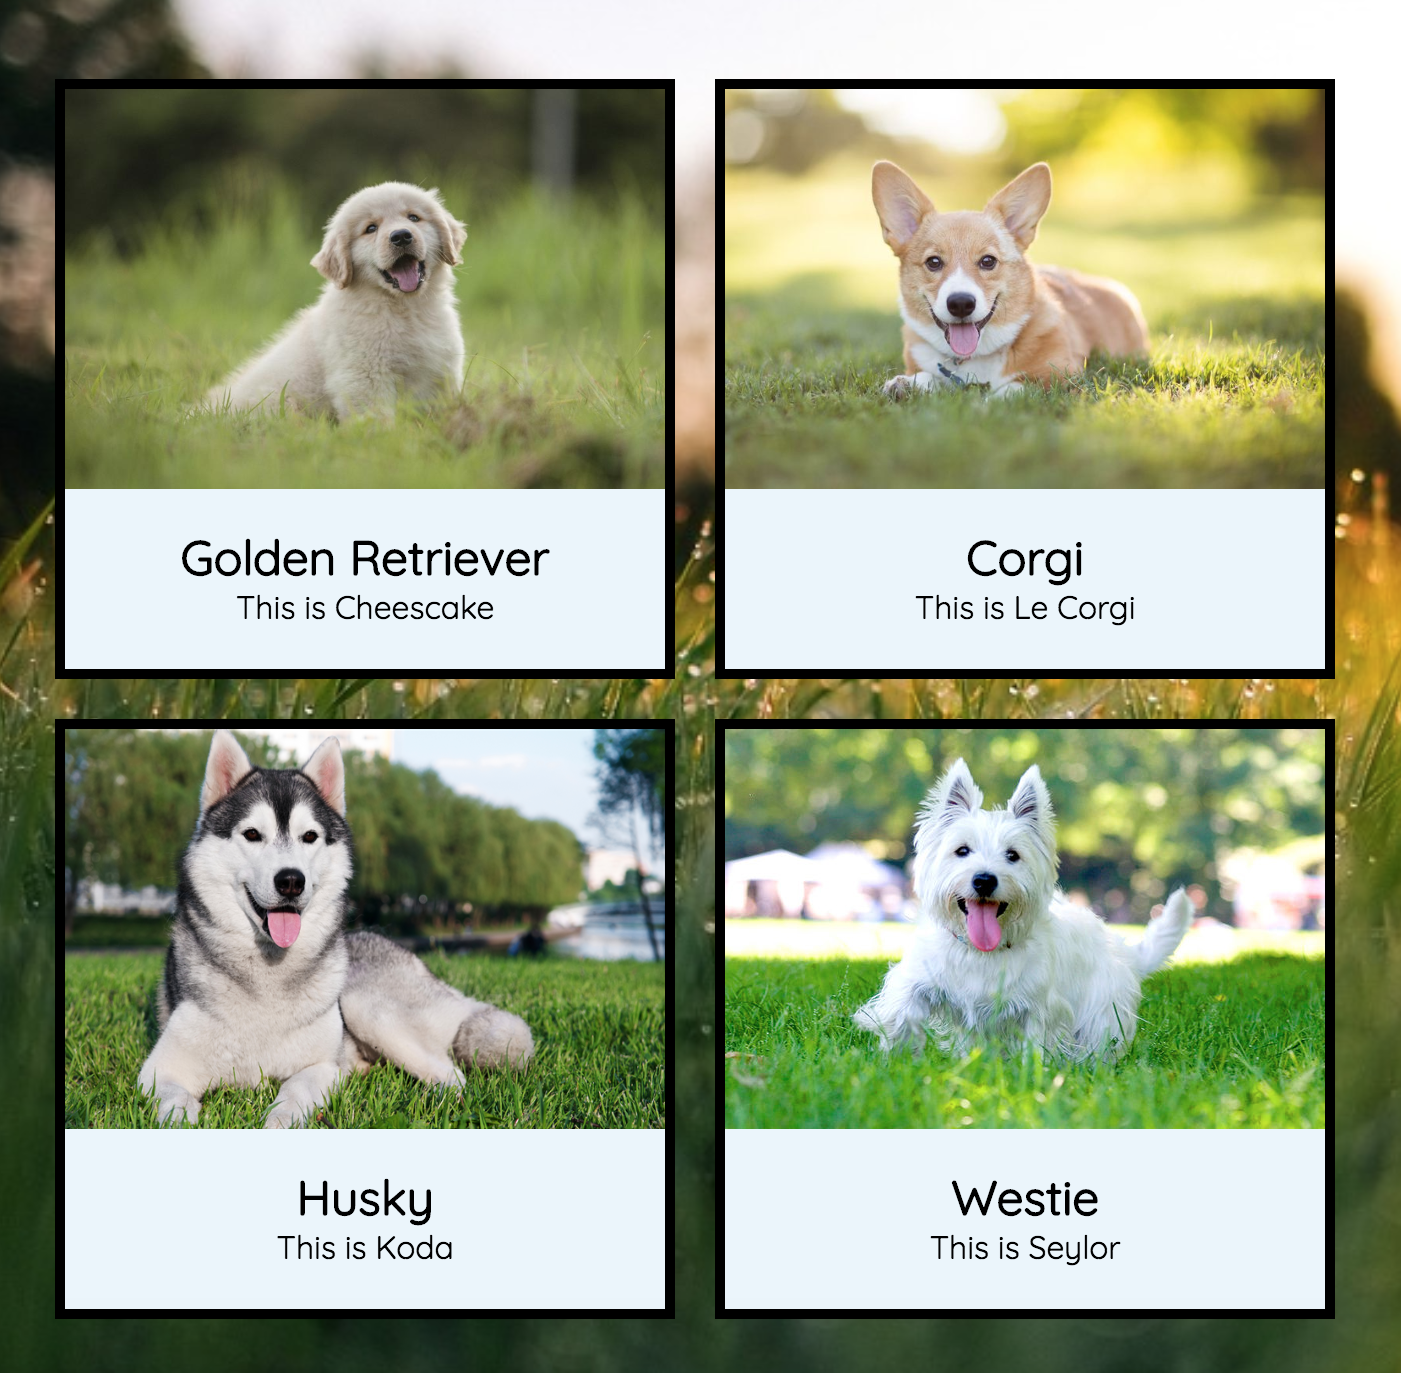 Golden Retriever
This is Cheescake
Corgi
This is Le Corgi
Husky
This is Koda
Westie
This is Seylor